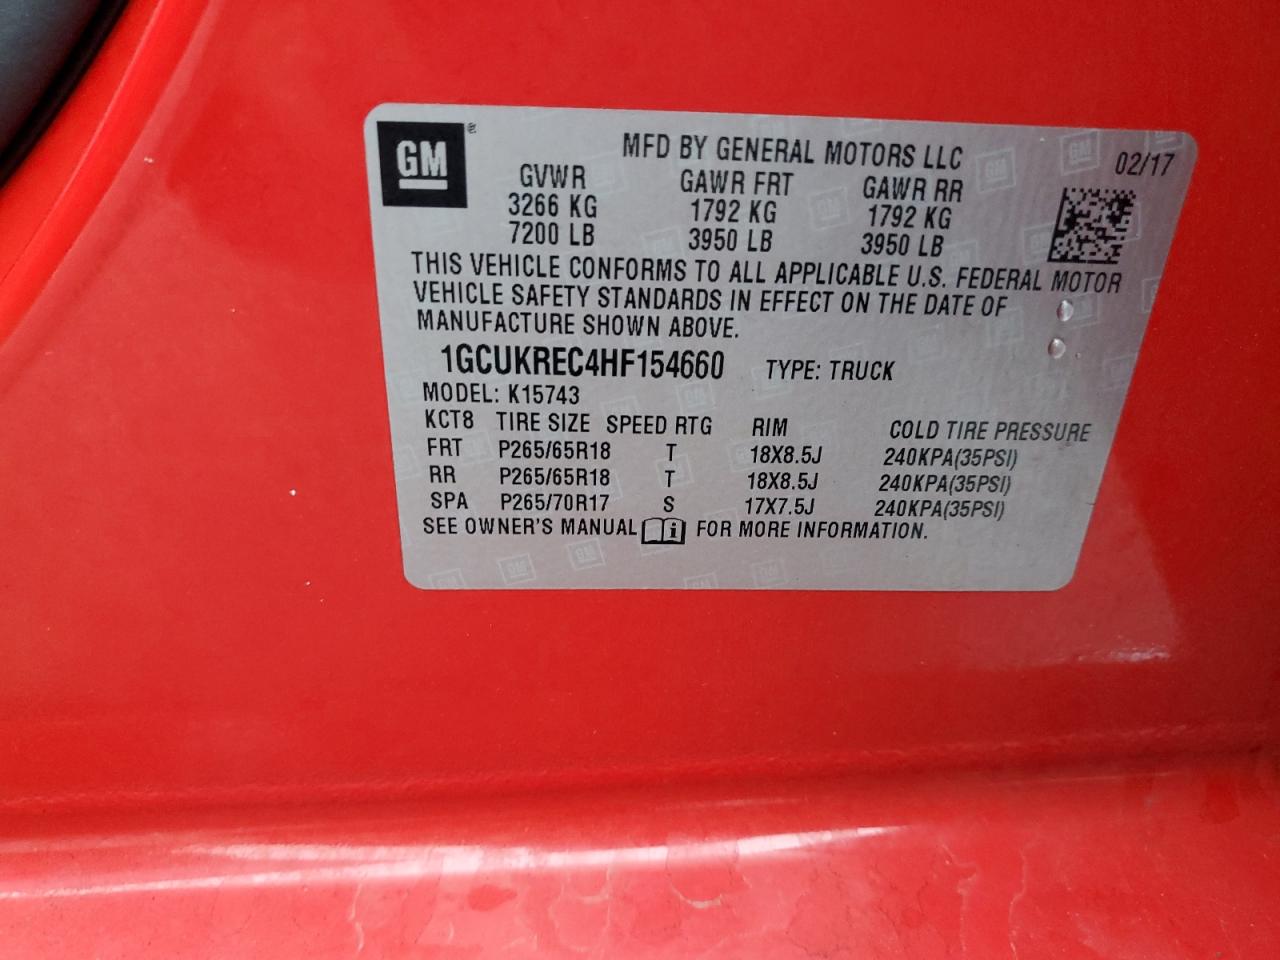 GM
MFD BY GENERAL MOTORS LLC 02/17
GVWR GAWR FRT GAWR RR
3266 KG 1792 KG 1792 KG
7200 LB 3950 LB 3950 LB
THIS VEHICLE CONFORMS TO ALL APPLICABLE U.S. FEDERAL MOTOR
VEHICLE SAFETY STANDARDS IN EFFECT ON THE DATE OF
MANUFACTURE SHOWN ABOVE.
1GCUKREC4HF154660 TYPE: TRUCK
MODEL: K15743
KCT8 TIRE SIZE SPEED RTG RIM COLD TIRE PRESSURE
FRT P265/65R18 T 18X8.5J 240KPA(35PSI)
RR P265/65R18 T 18X8.5J 240KPA(35PSI)
SPA P265/70R17 S 17X7.5J 240KPA(35PSI)
SEE OWNER'S MANUAL i FOR MORE INFORMATION.